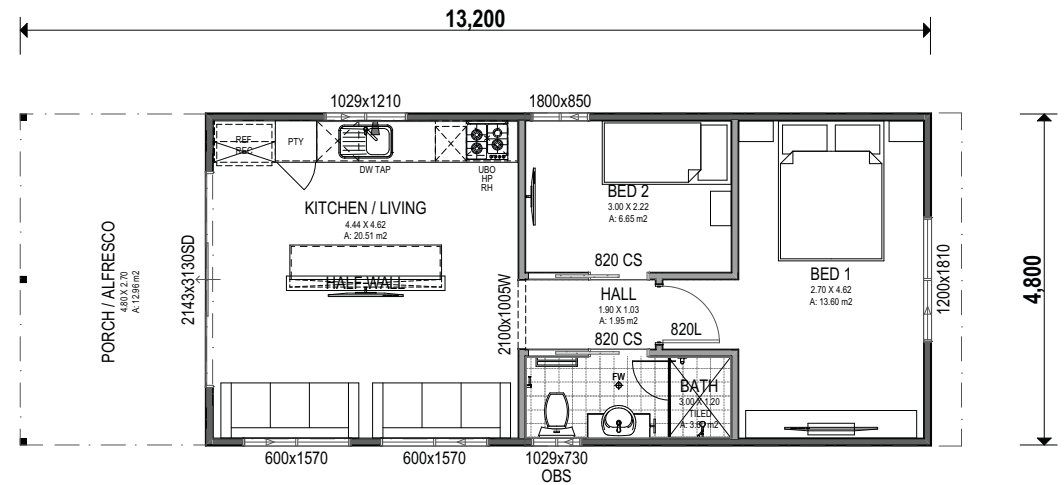 13,200
1029x1210
1800x850
REF
REC
PTY
DW TAP
UBO
HP
RH
KITCHEN / LIVING
4.44 X 4.62
A: 20.51 m2
HALF WALL
BED 2
3.00 X 2.22
A: 6.65 m2
PORCH / ALFRESCO
4.80 X 2.70
A: 12.96 m2
2143x3130SD
2100x1005W
820 CS
HALL
1.90 X 1.03
A: 1.95 m2
820 CS
820L
BED 1
2.70 X 4.62
A: 13.60 m2
1200x1810
4,800
FW
BATH
3.00 X 1.20
TILED
600x1570
600x1570
1029x730
OBS